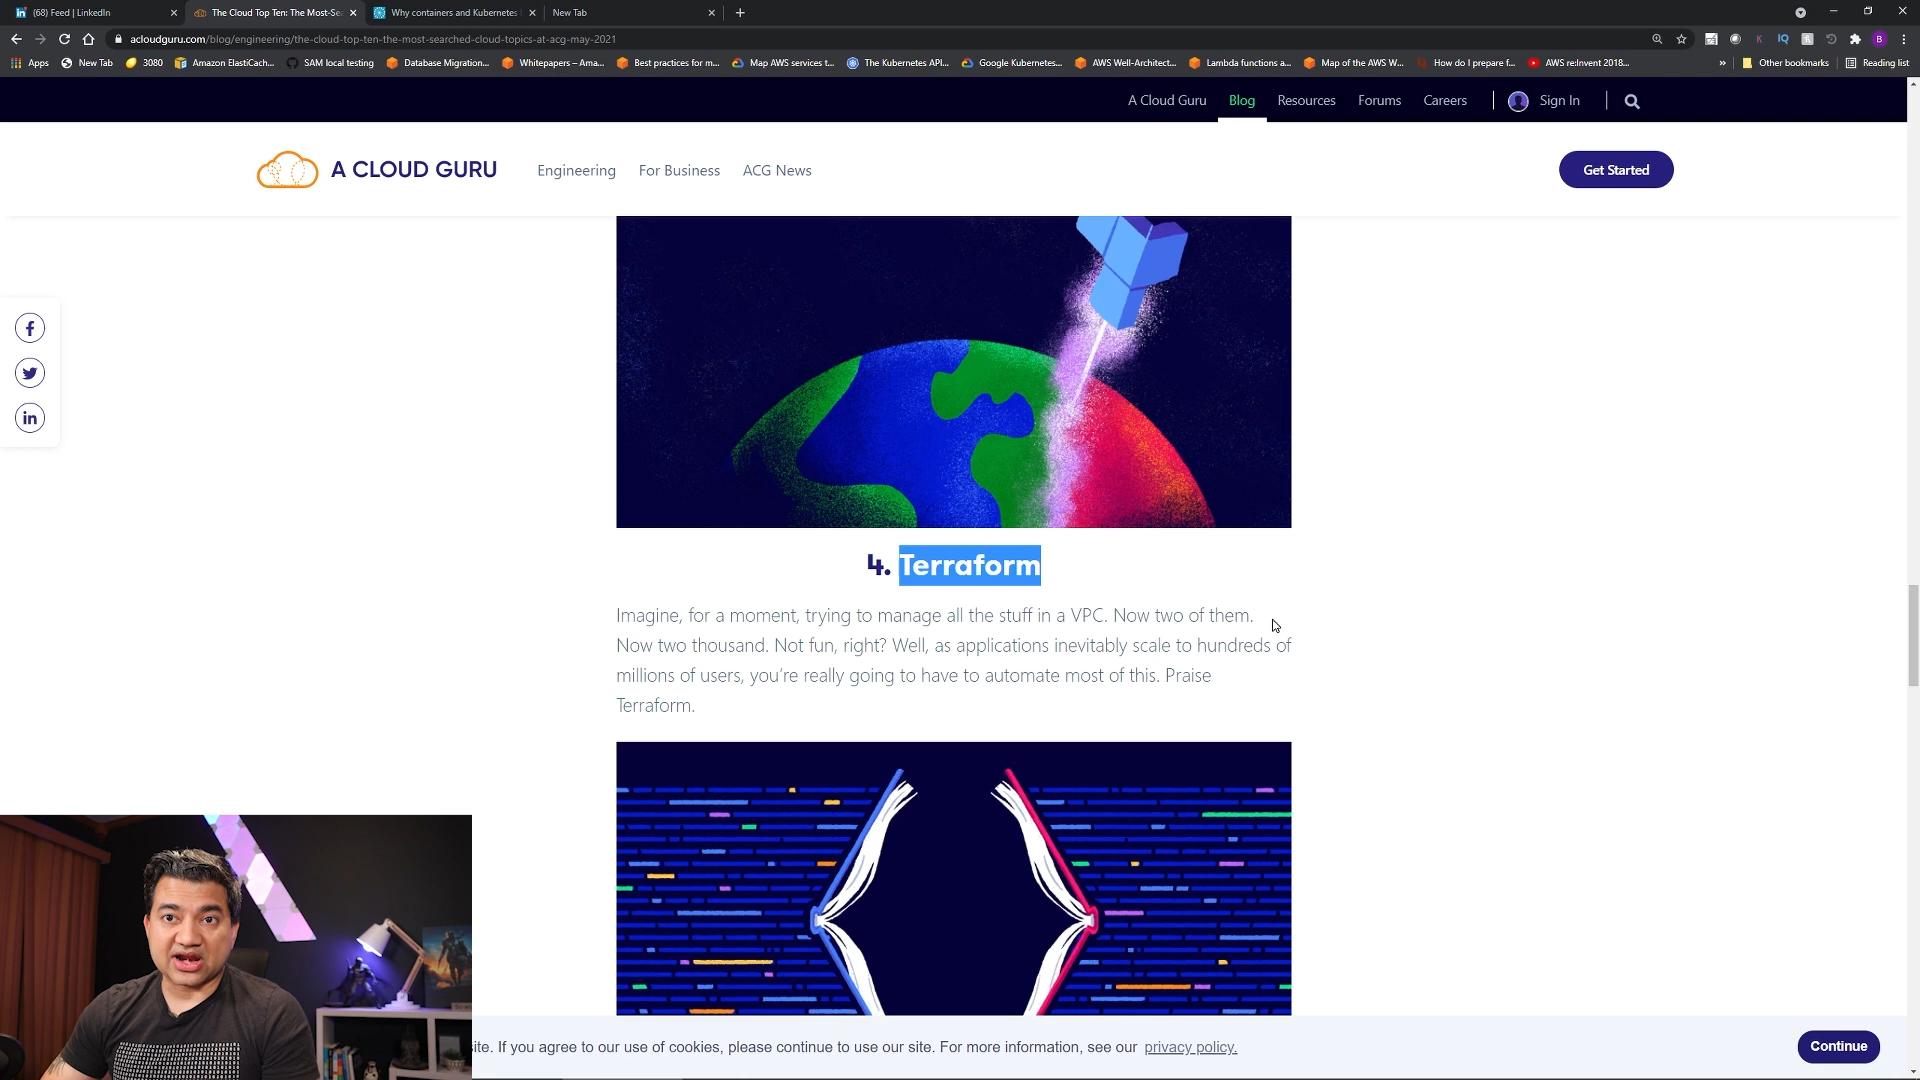 (68) Feed | LinkedIn
The Cloud Top Ten: The Most-Sea
Why containers and Kubernetes
New Tab
acloudguru.com/blog/engineering/the-cloud-top-ten-the-most-searched-cloud-topics-at-acg-may-2021
Apps
New Tab
3080
Amazon ElastiCach...
SAM local testing
Database Migration...
Whitepapers – Ama...
Best practices for m...
Map AWS services t...
The Kubernetes API...
Google Kubernetes...
AWS Well-Architect...
Lambda functions a...
Map of the AWS W...
How do I prepare f...
AWS re:Invent 2018...
»
Other bookmarks
Reading list
A Cloud Guru
Blog
Resources
Forums
Careers
Sign In
A CLOUD GURU
Engineering
For Business
ACG News
Get Started
4. Terraform
Imagine, for a moment, trying to manage all the stuff in a VPC. Now two of them.
Now two thousand. Not fun, right? Well, as applications inevitably scale to hundreds of
millions of users, you're really going to have to automate most of this. Praise
Terraform.
ite. If you agree to our use of cookies, please continue to use our site. For more information, see our privacy policy.
Continue